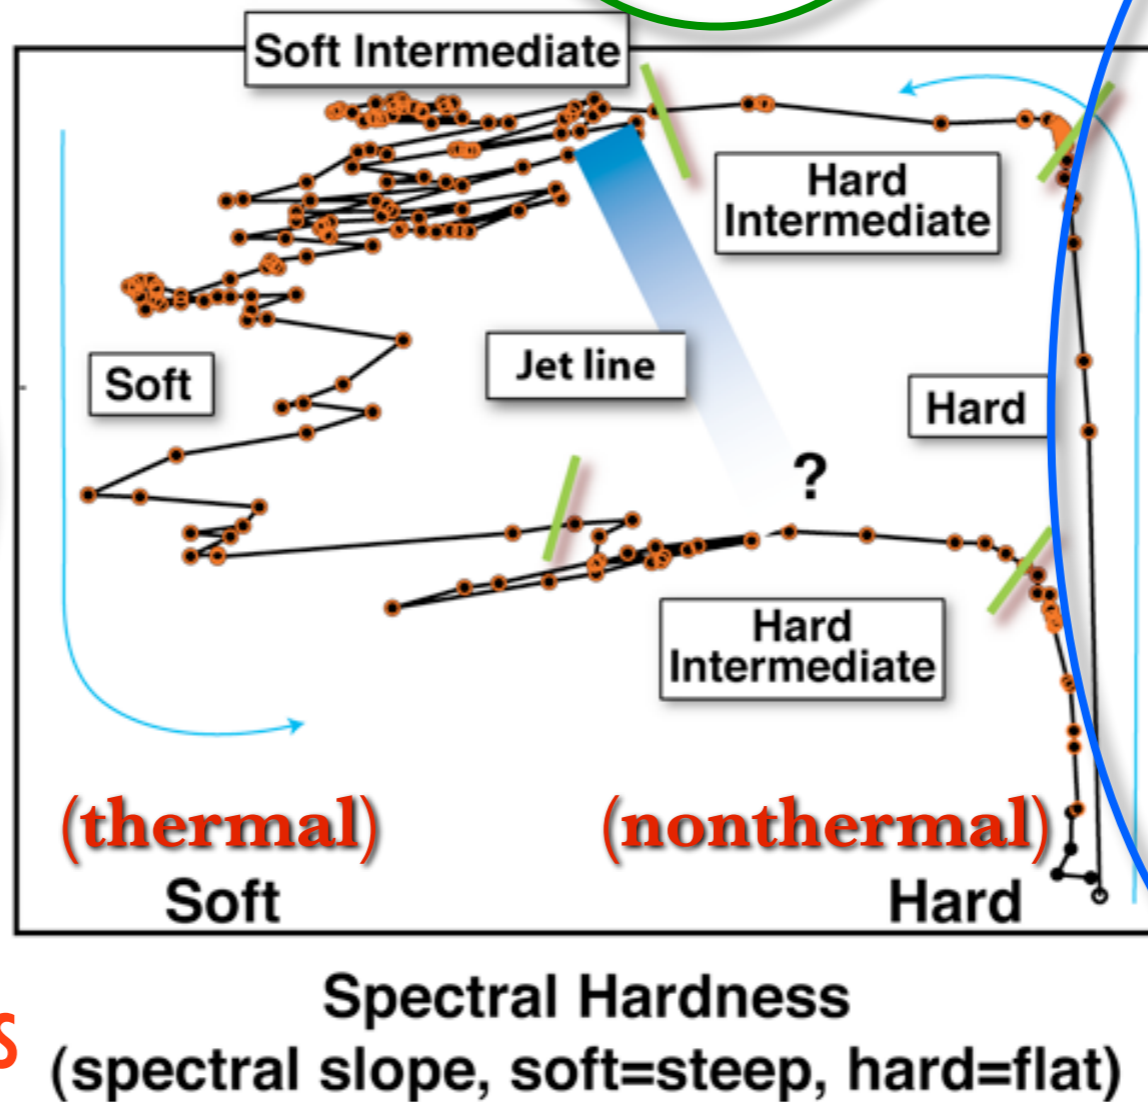 Soft Intermediate
Hard
Intermediate
Jet line
Soft
Hard
?
Hard
Intermediate
(thermal)
(nonthermal)
Soft
Hard
Spectral Hardness
s
(spectral slope, soft=steep, hard=flat)